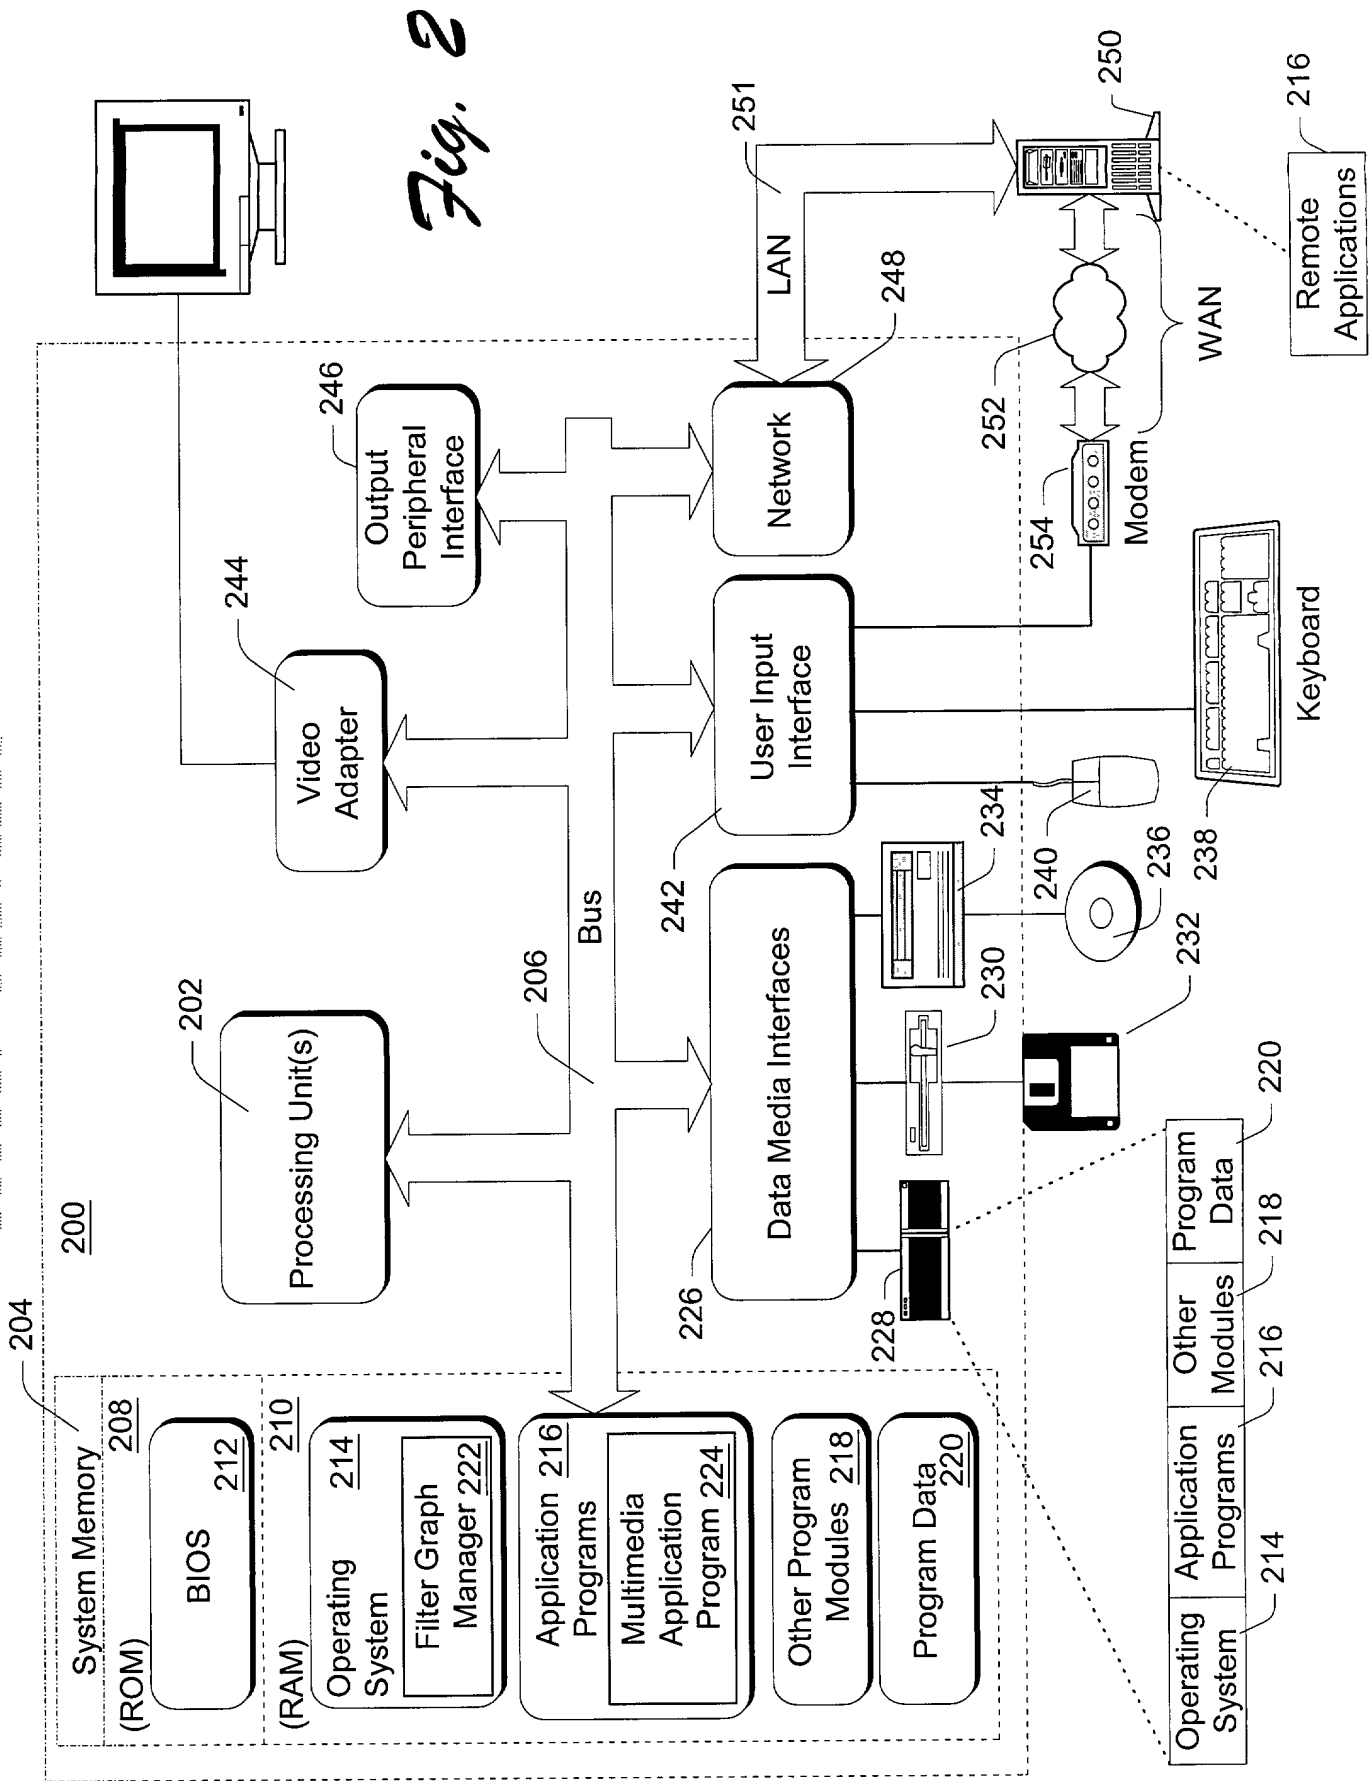 Fig. 2
204
200
System Memory
(ROM) 208
BIOS 212
(RAM) 210
Operating
System 214
Filter Graph
Manager 222
Application 216
Programs
Multimedia
Application
Program 224
Other Program
Modules 218
Program Data
220
202
Processing Unit(s)
244
Video
Adapter
246
Output
Peripheral
Interface
206
Bus
226
Data Media Interfaces
242
User Input
Interface
Network
248
LAN
251
228
230
234
232
236
240
238
Keyboard
254
Modem
252
WAN
250
Remote
Applications
216
Operating
System
214
Application
Programs
216
Other
Modules
218
Program
Data
220